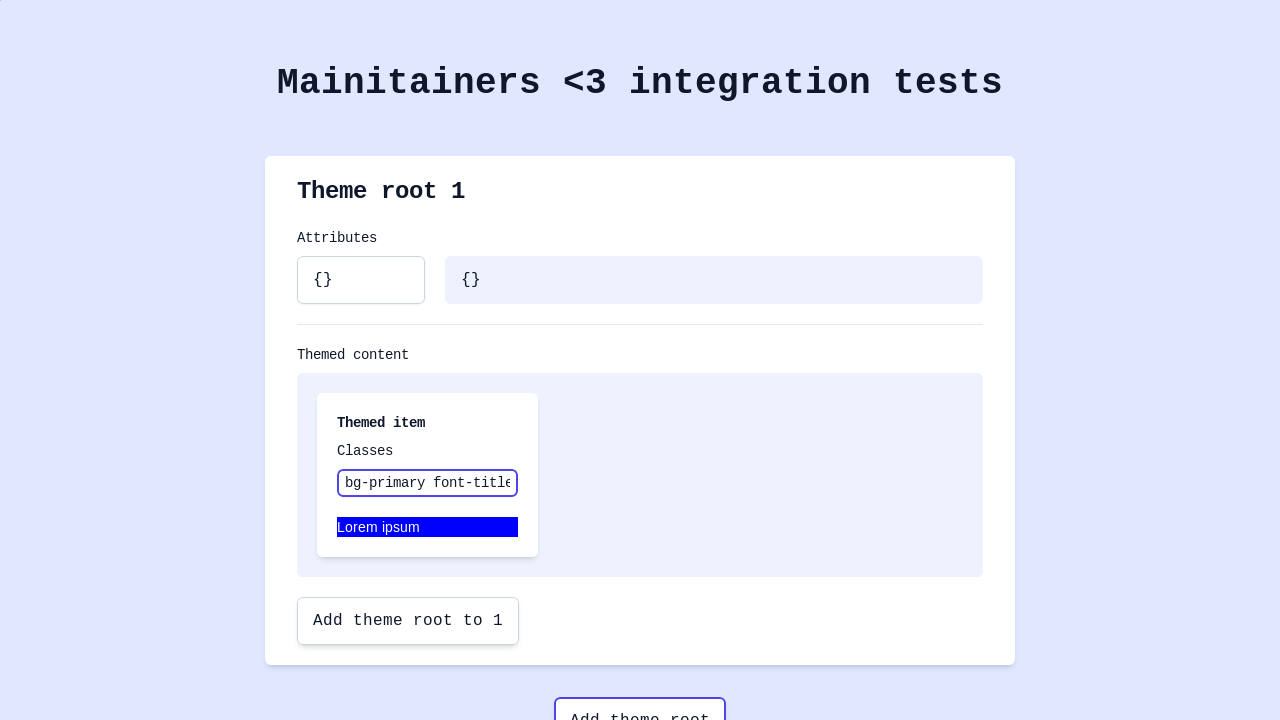 Mainitainers <3 integration tests
Theme root 1
Attributes
{}
{}
Themed content
Themed item
Classes
bg-primary font-title
Lorem ipsum
Add theme root to 1
Add theme root